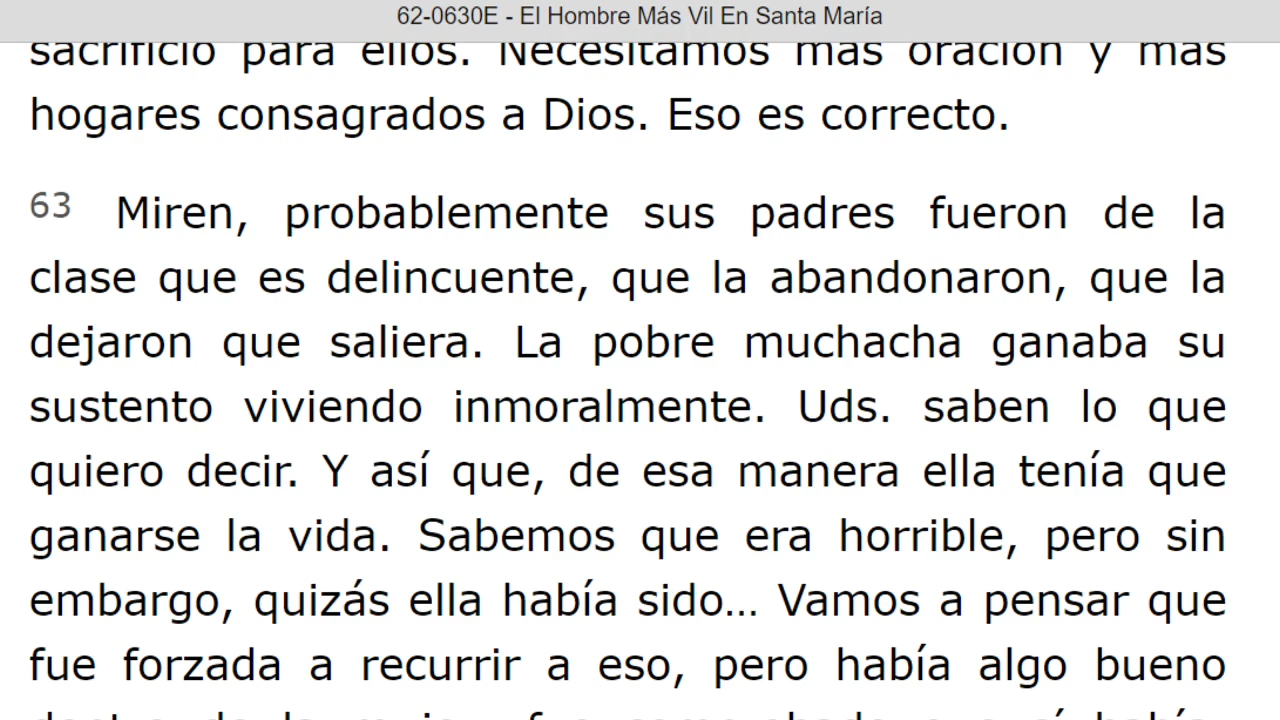 62-0630E - El Hombre Más Vil En Santa María
sacrificio para ellos. Necesitamos más oración y más
hogares consagrados a Dios. Eso es correcto.
63 Miren, probablemente sus padres fueron de la
clase que es delincuente, que la abandonaron, que la
dejaron que saliera. La pobre muchacha ganaba su
sustento viviendo inmoralmente. Uds. saben lo que
quiero decir. Y así que, de esa manera ella tenía que
ganarse la vida. Sabemos que era horrible, pero sin
embargo, quizás ella había sido… Vamos a pensar que
fue forzada a recurrir a eso, pero había algo bueno